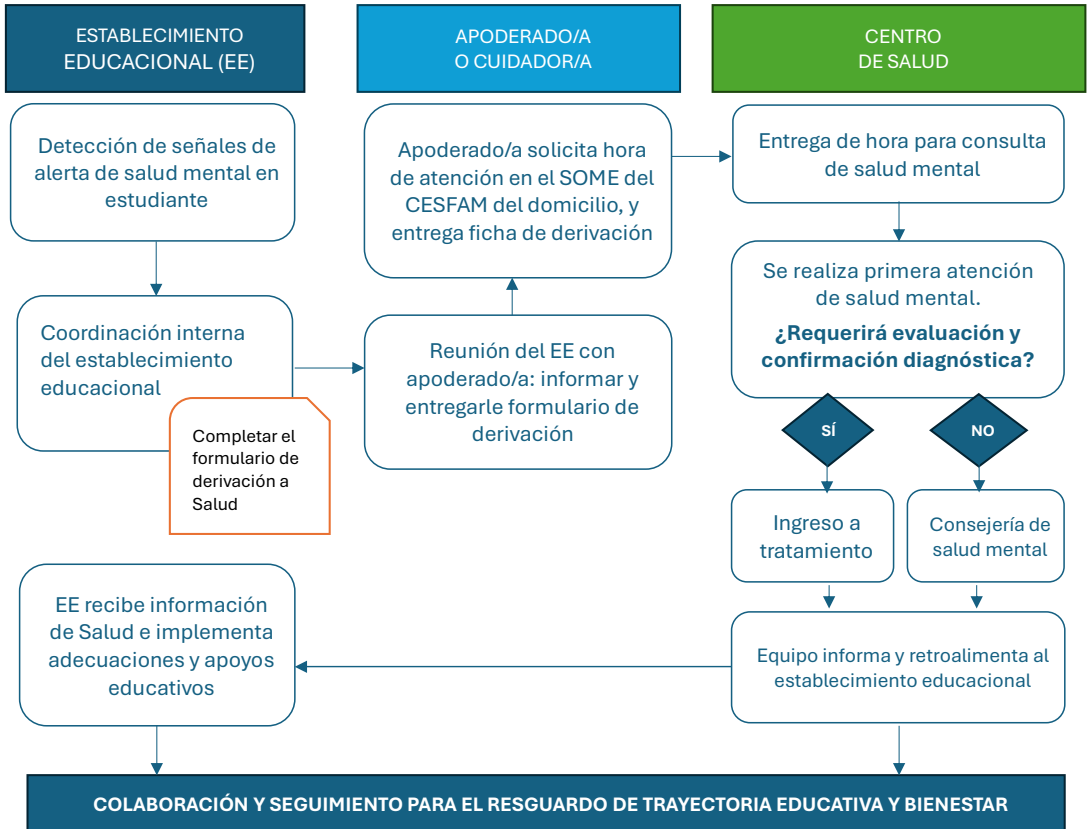 ESTABLECIMIENTO
EDUCACIONAL (EE)
APODERADO/A
O CUIDADOR/A
CENTRO
DE SALUD
Detección de señales de
alerta de salud mental en
estudiante
Coordinación interna
del establecimiento
educacional
Completar el
formulario de
derivación a
Salud
Reunión del EE con
apoderado/a: informar y
entregarle formulario de
derivación
Apoderado/a solicita hora
de atención en el SOME del
CESFAM del domicilio, y
entrega ficha de derivación
Entrega de hora para consulta
de salud mental
Se realiza primera atención
de salud mental.
¿Requerirá evaluación y
confirmación diagnóstica?
SÍ
NO
Ingreso a
tratamiento
Consejería de
salud mental
Equipo informa y retroalimenta al
establecimiento educacional
EE recibe información
de Salud e implementa
adecuaciones y apoyos
educativos
COLABORACIÓN Y SEGUIMIENTO PARA EL RESGUARDO DE TRAYECTORIA EDUCATIVA Y BIENESTAR